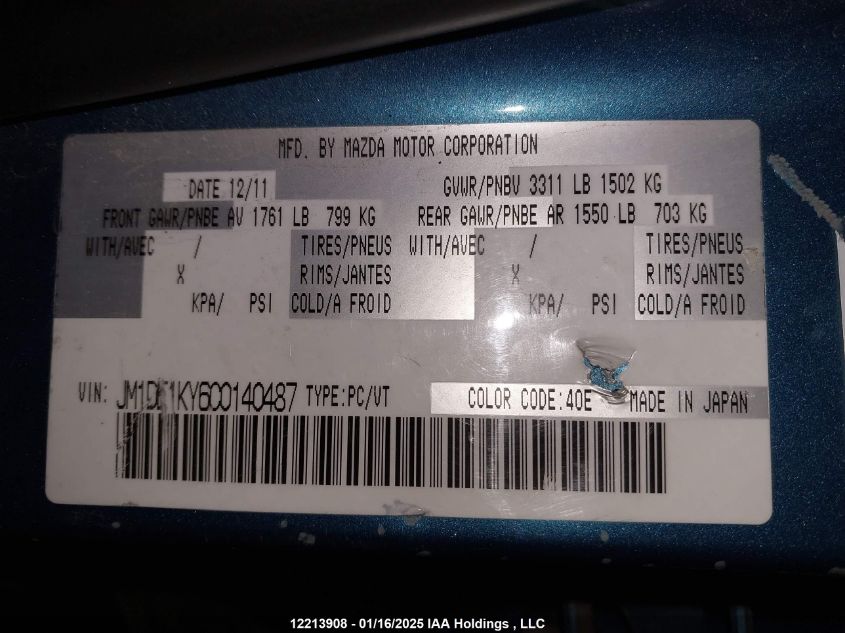 MFD. BY MAZDA MOTOR CORPORATION
DATE 12/11 GVWR/PNBV 3311 LB 1502 KG
FRONT GAWR/PNBE AV 1761 LB 799 KG REAR GAWR/PNBE AR 1550 LB 703 KG
WITH/AVEC / TIRES/PNEUS WITH/AVEC / TIRES/PNEUS
X RIMS/JANTES X RIMS/JANTES
KPA/ PSI COLD/A FROID KPA/ PSI COLD/A FROID
VIN: JM1DE1KY6C0140487 TYPE:PC/VT COLOR CODE:40E MADE IN JAPAN
12213908 - 01/16/2025 IAA Holdings , LLC